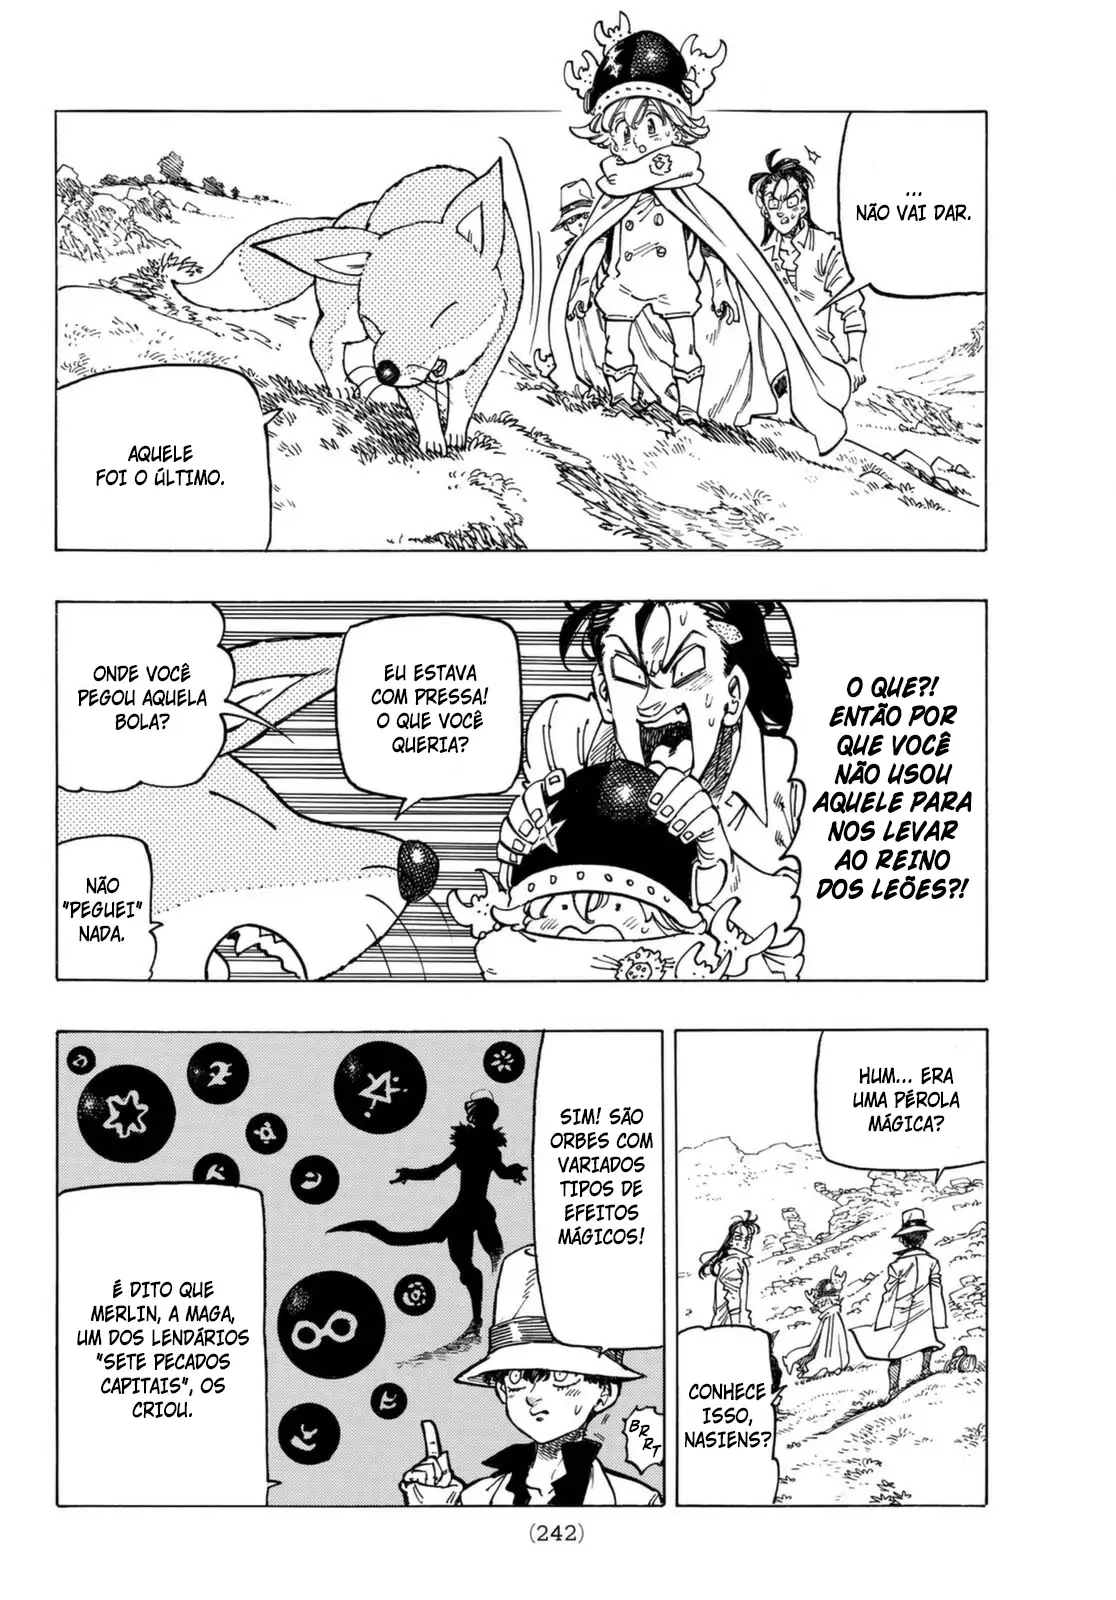 ...
NÃO VAI DAR.
AQUELE
FOI O ÚLTIMO.
O QUE?!
ENTÃO POR
QUE VOCÊ
NÃO USOU
AQUELE PARA
NOS LEVAR
AO REINO
DOS LEÕES?!
EU ESTAVA
COM PRESSA!
O QUE VOCÊ
QUERIA?
ONDE VOCÊ
PEGOU AQUELA
BOLA?
NÃO
"PEGUEI"
NADA.
HUM... ERA
UMA PÉROLA
MÁGICA?
CONHECE
ISSO,
NASIENS?
SIM! SÃO
ORBES COM
VARIADOS
TIPOS DE
EFEITOS
MÁGICOS!
BRRT
É DITO QUE
MERLIN, A MAGA,
UM DOS LENDÁRIOS
"SETE PECADOS
CAPITAIS", OS
CRIOU.
(242)